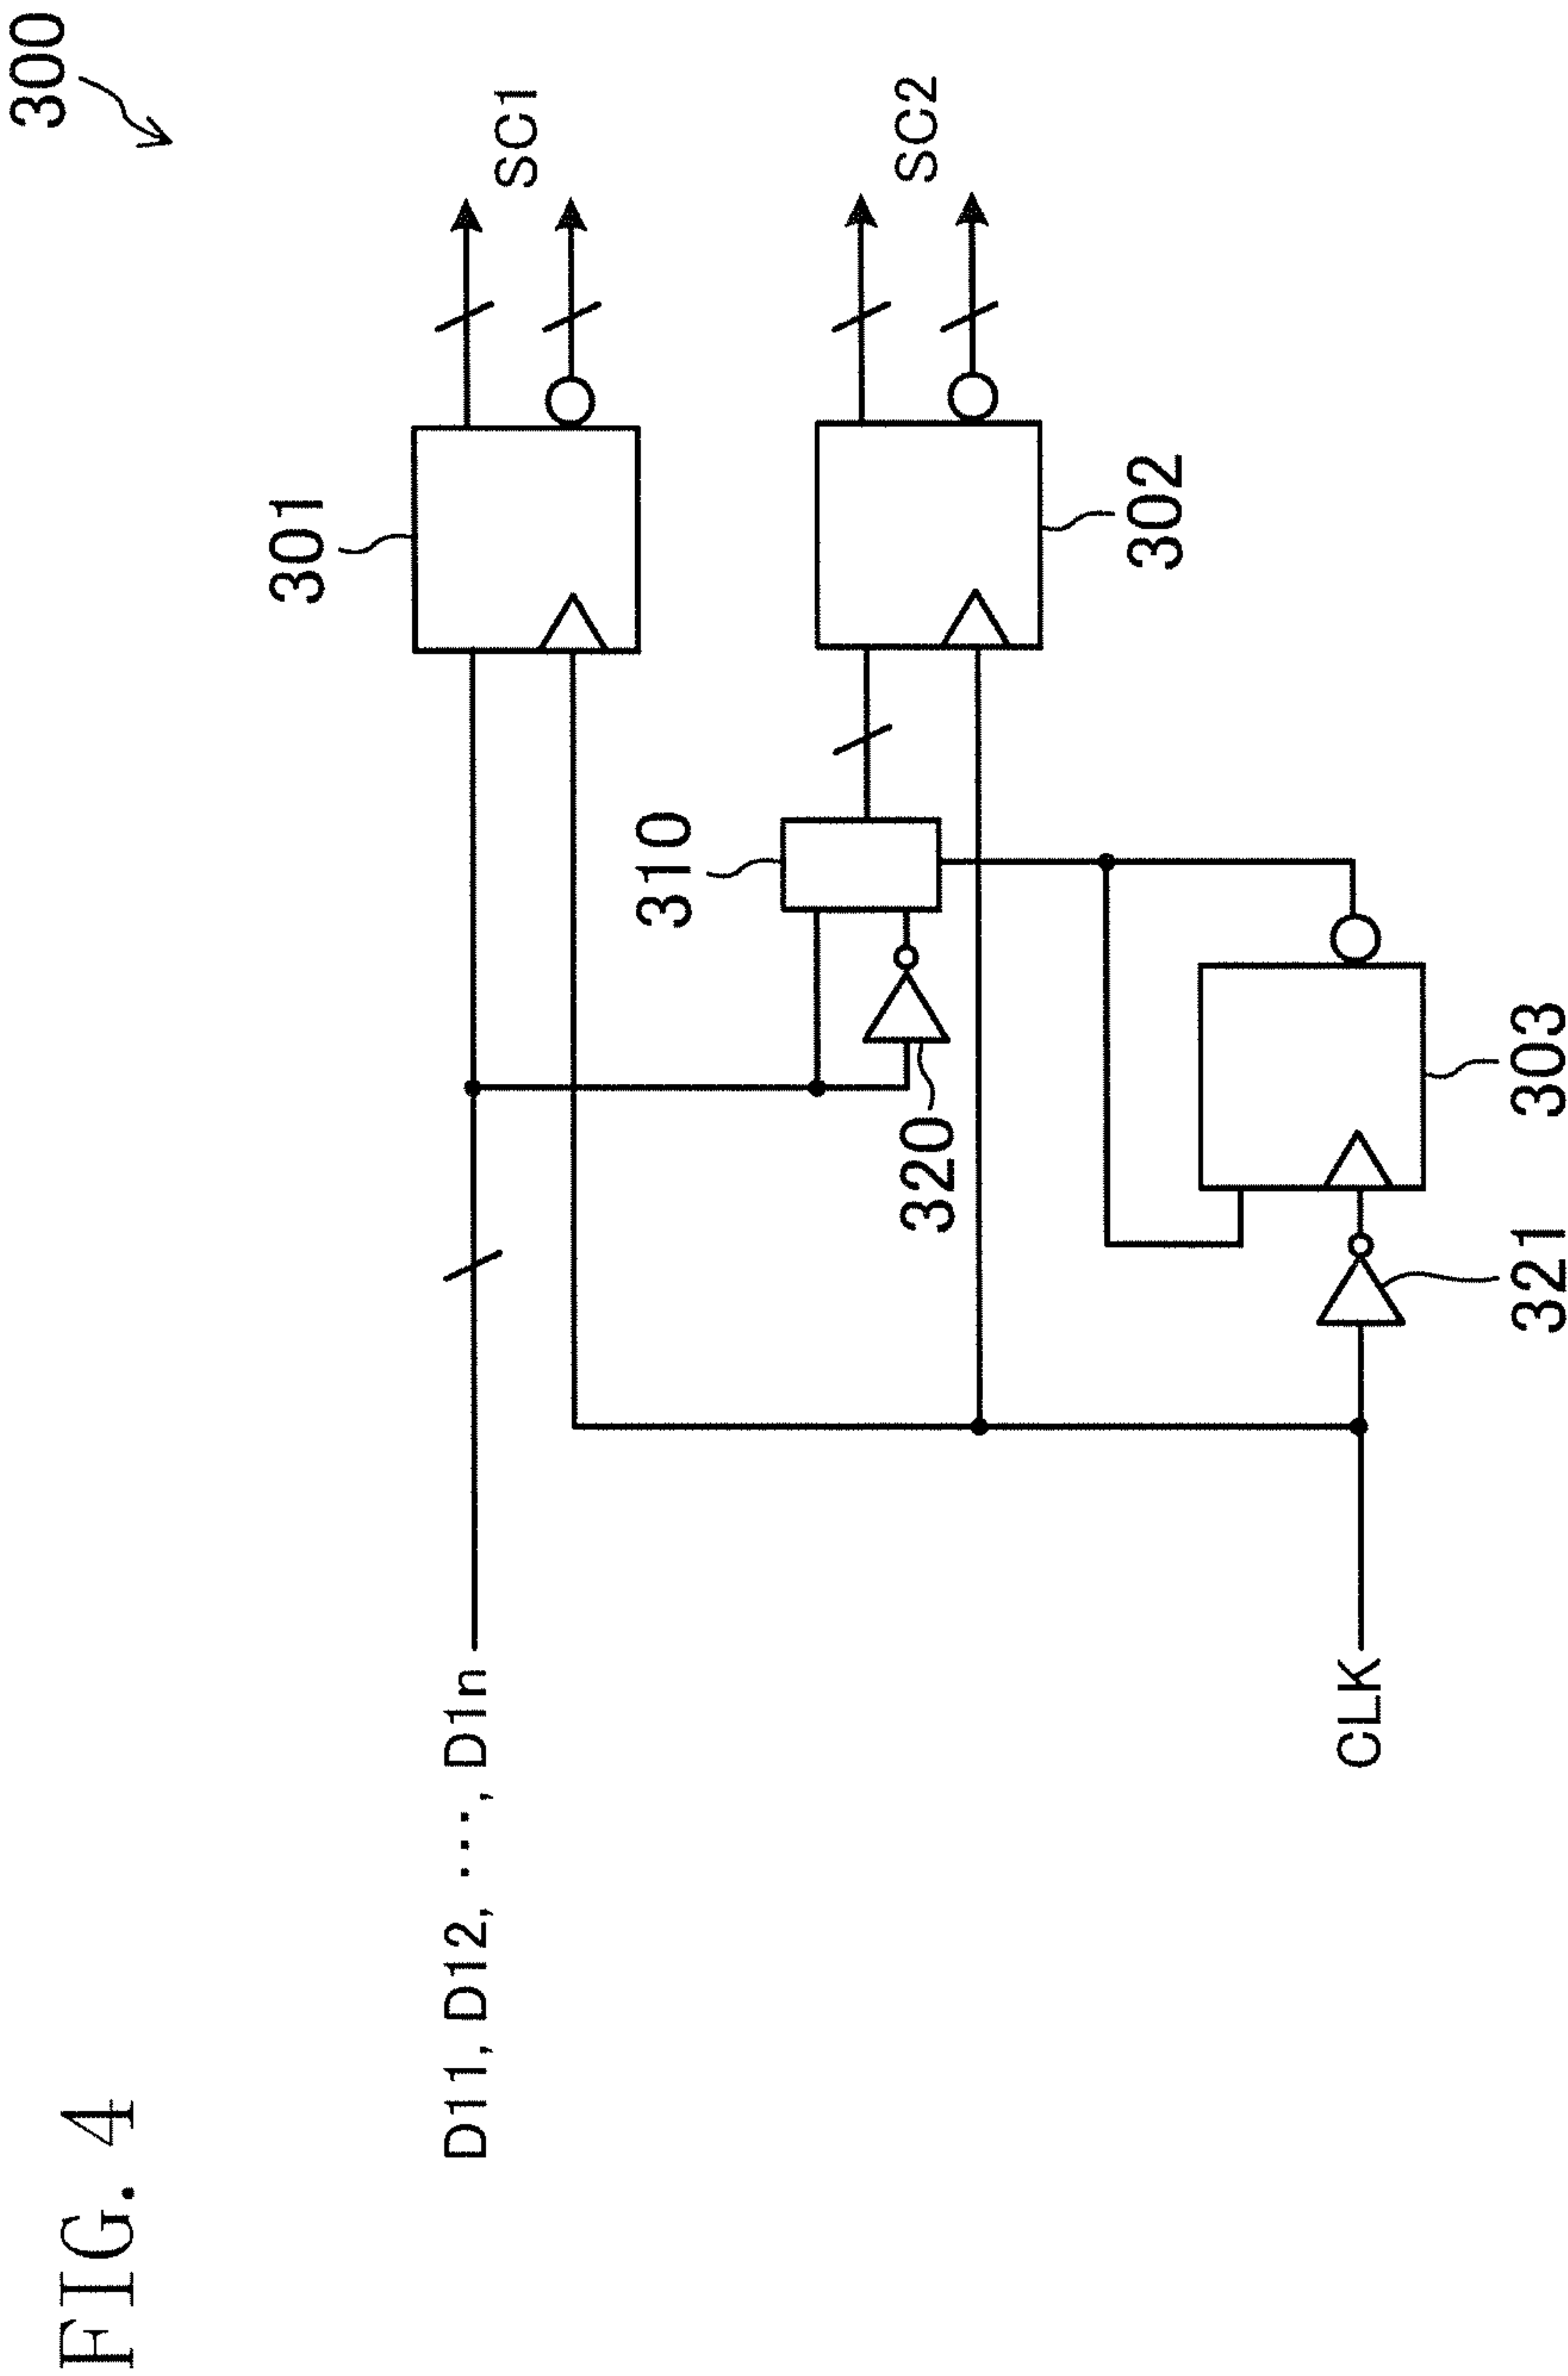 FIG. 4
300
D11, D12, ···, D1n
301
SC1
310
320
302
SC2
CLK
321
303